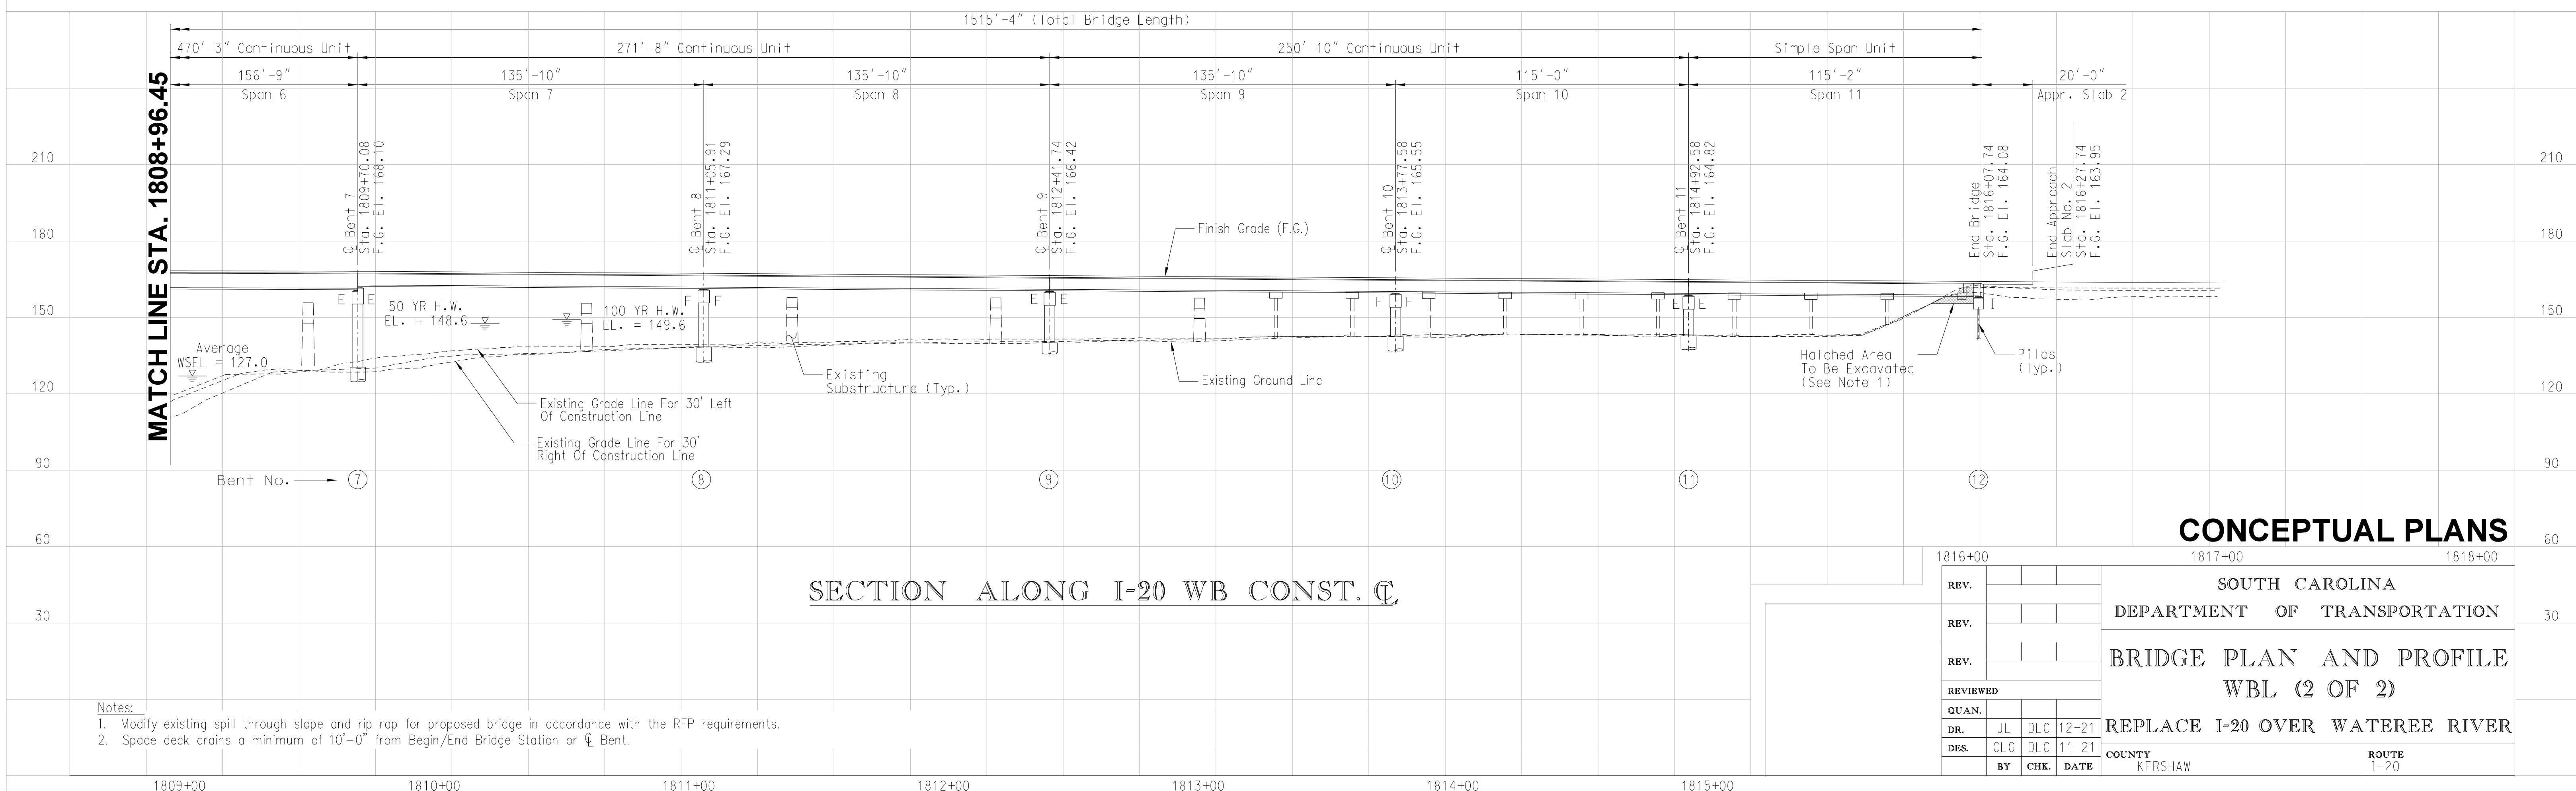 1515'-4" (Total Bridge Length)
470'-3" Continuous Unit
271'-8" Continuous Unit
250'-10" Continuous Unit
Simple Span Unit
156'-9"
135'-10"
135'-10"
135'-10"
115'-0"
115'-2"
20'-0"
Span 6
Span 7
Span 8
Span 9
Span 10
Span 11
Appr. Slab 2
MATCH LINE STA. 1808+96.45
℄ Bent 7
Sta. 1809+70.08
F.G. El. 168.10
℄ Bent 8
Sta. 1811+05.91
F.G. El. 167.29
℄ Bent 9
Sta. 1812+41.74
F.G. El. 166.42
℄ Bent 10
Sta. 1813+77.58
F.G. El. 165.55
℄ Bent 11
Sta. 1814+92.58
F.G. El. 164.82
End Bridge
Sta. 1816+07.74
F.G. El. 164.08
End Approach
Slab No. 2
Sta. 1816+27.74
F.G. El. 163.95
210
210
180
180
150
150
120
120
90
90
60
60
30
30
Finish Grade (F.G.)
E E
F F
E E
F F
E E
I
50 YR H.W.
EL. = 148.6
100 YR H.W.
EL. = 149.6
Average
WSEL = 127.0
Existing
Substructure (Typ.)
Existing Ground Line
Hatched Area
To Be Excavated
(See Note 1)
Piles
(Typ.)
Existing Grade Line For 30' Left
Of Construction Line
Existing Grade Line For 30'
Right Of Construction Line
Bent No.
7
8
9
10
11
12
CONCEPTUAL PLANS
1816+00
1817+00
1818+00
SECTION ALONG I-20 WB CONST. ℄
Notes:
1. Modify existing spill through slope and rip rap for proposed bridge in accordance with the RFP requirements.
2. Space deck drains a minimum of 10'-0" from Begin/End Bridge Station or ℄ Bent.
1809+00
1810+00
1811+00
1812+00
1813+00
1814+00
1815+00
REV.
REV.
REV.
REVIEWED
QUAN.
DR. JL DLC 12-21
DES. CLG DLC 11-21
BY CHK. DATE
SOUTH CAROLINA
DEPARTMENT OF TRANSPORTATION
BRIDGE PLAN AND PROFILE
WBL (2 OF 2)
REPLACE I-20 OVER WATEREE RIVER
COUNTY
KERSHAW
ROUTE
I-20